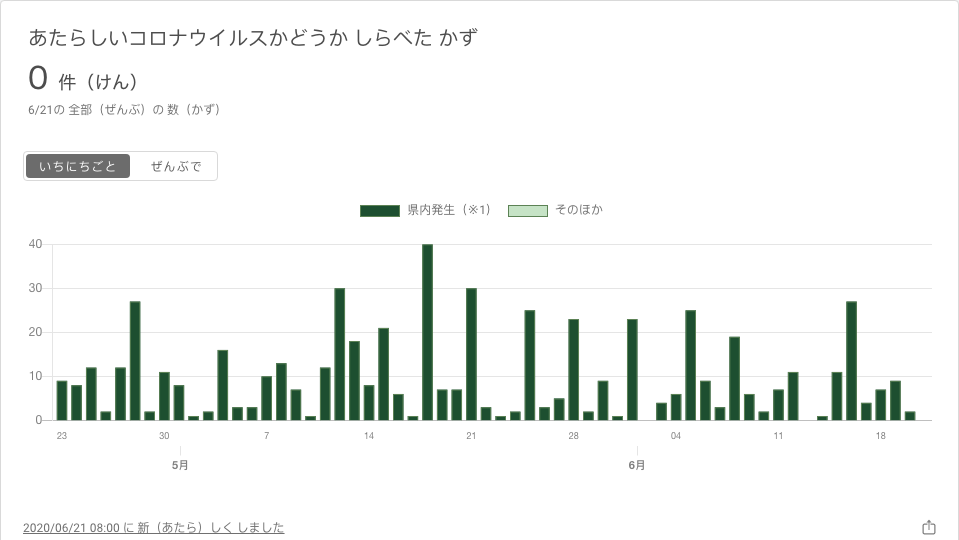 あたらしいコロナウイルスかどうか しらべた かず
0 件（けん）
6/21の 全部（ぜんぶ）の 数（かず）
いちにちごと ぜんぶで
県内発生（※1） そのほか
40
30
20
10
0
23 30 7 14 21 28 04 11 18
5月 6月
2020/06/21 08:00 に 新（あたら）しく しました